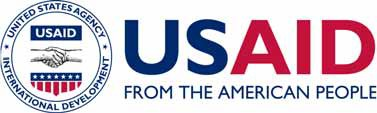 UNITED STATES AGENCY
USAID
INTERNATIONAL DEVELOPMENT
USAID
FROM THE AMERICAN PEOPLE